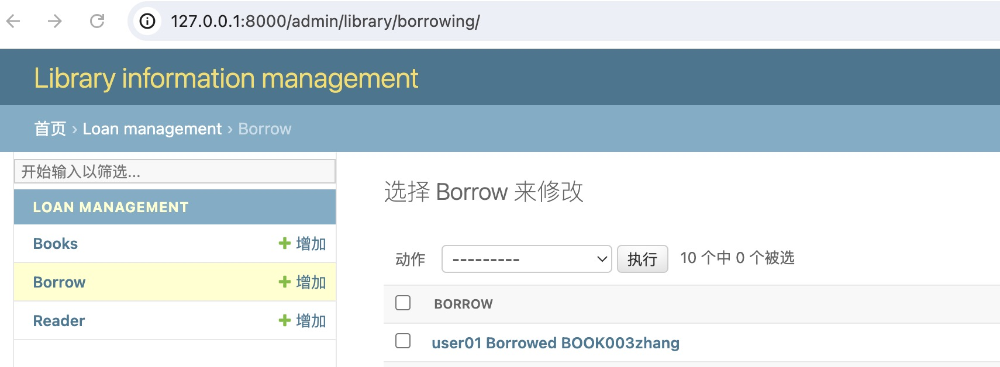 127.0.0.1:8000/admin/library/borrowing/
Library information management
首页 › Loan management › Borrow
开始输入以筛选...
LOAN MANAGEMENT
Books 增加
Borrow 增加
Reader 增加
选择 Borrow 来修改
动作 --------- 执行 10 个中 0 个被选
BORROW
user01 Borrowed BOOK003zhang